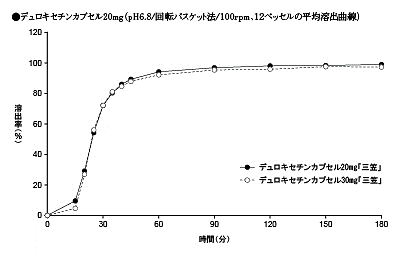 ●デュロキセチンカプセル20mg(pH6.8/回転バスケット法/100rpm、12ベッセルの平均溶出曲線)
120
100
80
60
40
20
0
溶出率(%)
デュロキセチンカプセル20mg「三笠」
デュロキセチンカプセル30mg「三笠」
0
30
60
90
120
150
180
時間(分)